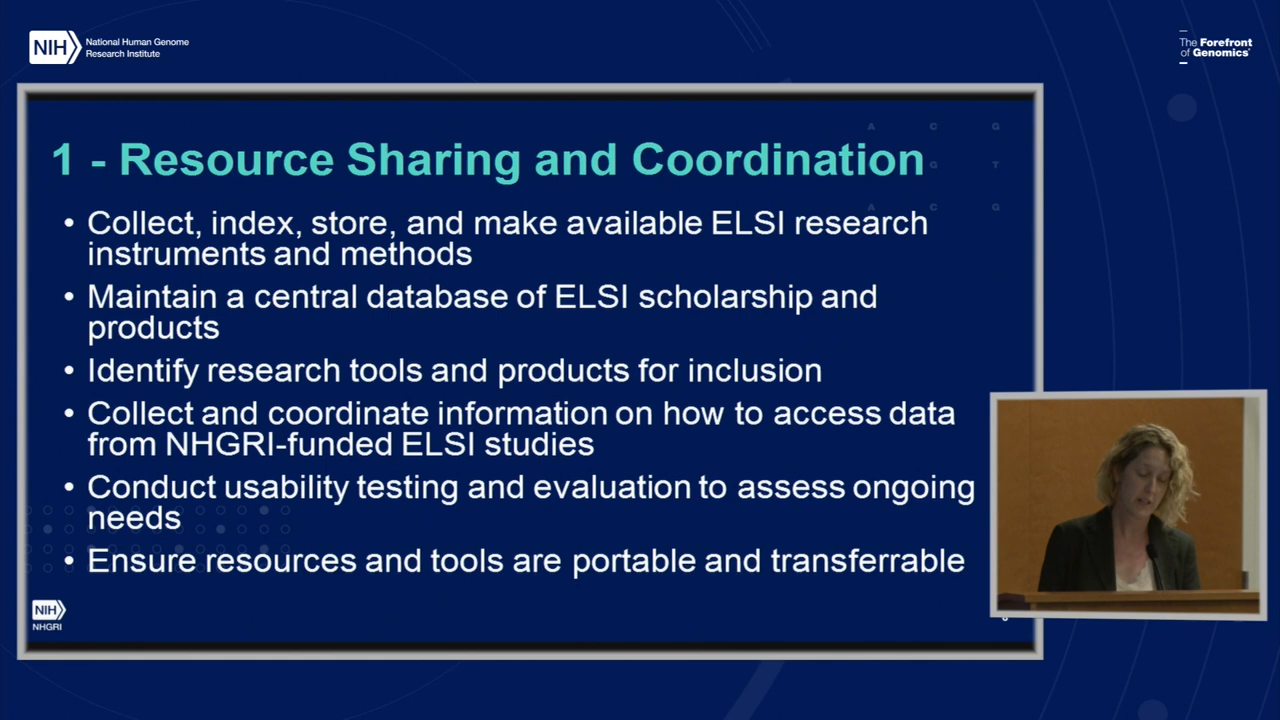 NIH National Human Genome
Research Institute
The Forefront
of Genomics®
A C G
1 - Resource Sharing and Coordination
G T
• Collect, index, store, and make available ELSI research
A C G
instruments and methods
• Maintain a central database of ELSI scholarship and
products
• Identify research tools and products for inclusion
• Collect and coordinate information on how to access data
from NHGRI-funded ELSI studies
• Conduct usability testing and evaluation to assess ongoing
needs
• Ensure resources and tools are portable and transferrable
NIH
NHGRI